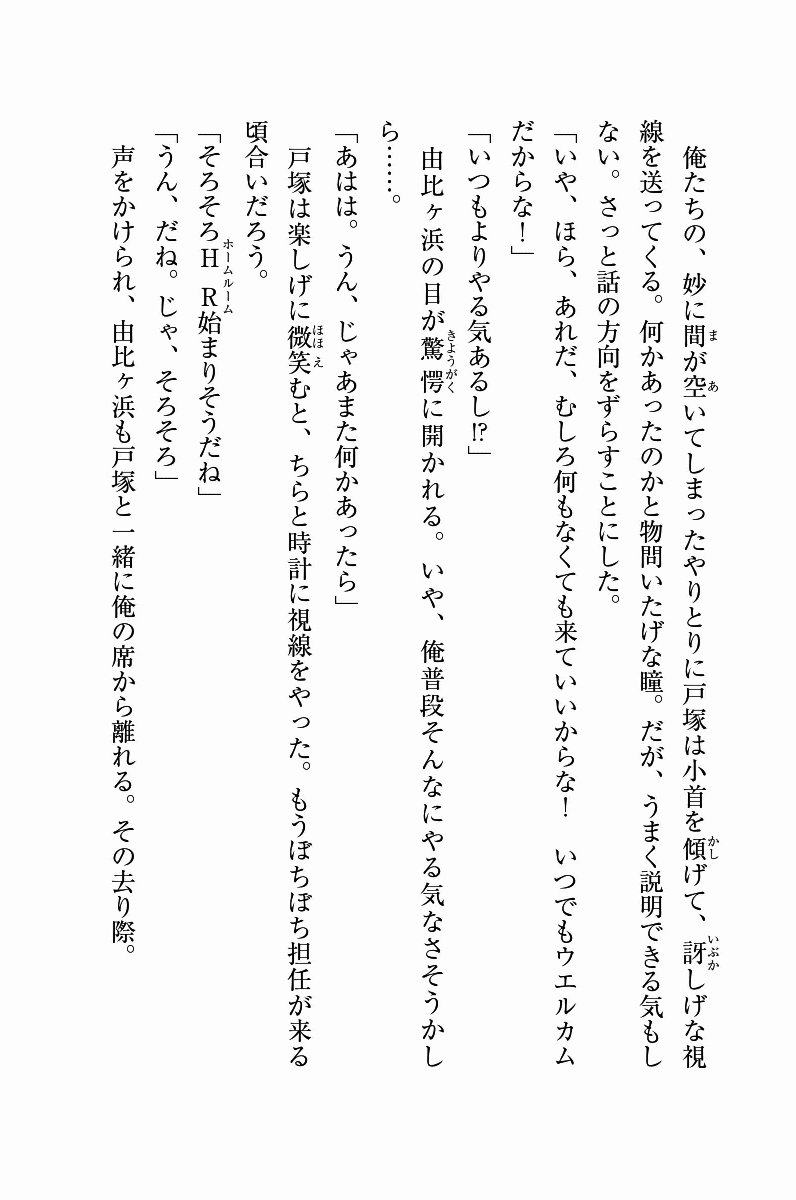 俺たちの、妙に間が空いてしまったやりとりに戸塚は小首を傾げて、訝しげな視
線を送ってくる。何かあったのかと物問いたげな瞳。だが、うまく説明できる気もし
ない。さっと話の方向をずらすことにした。
「いや、ほら、あれだ、むしろ何もなくても来ていいからな！　いつでもウエルカム
だからな！」
「いつもよりやる気あるし!?」
　由比ヶ浜の目が驚愕に開かれる。いや、俺普段そんなにやる気なさそうかし
ら……。
「あはは。うん、じゃあまた何かあったら」
　戸塚は楽しげに微笑むと、ちらと時計に視線をやった。もうぼちぼち担任が来る
頃合いだろう。
「そろそろＨＲ始まりそうだね」
「うん、だね。じゃ、そろそろ」
　声をかけられ、由比ヶ浜も戸塚と一緒に俺の席から離れる。その去り際。